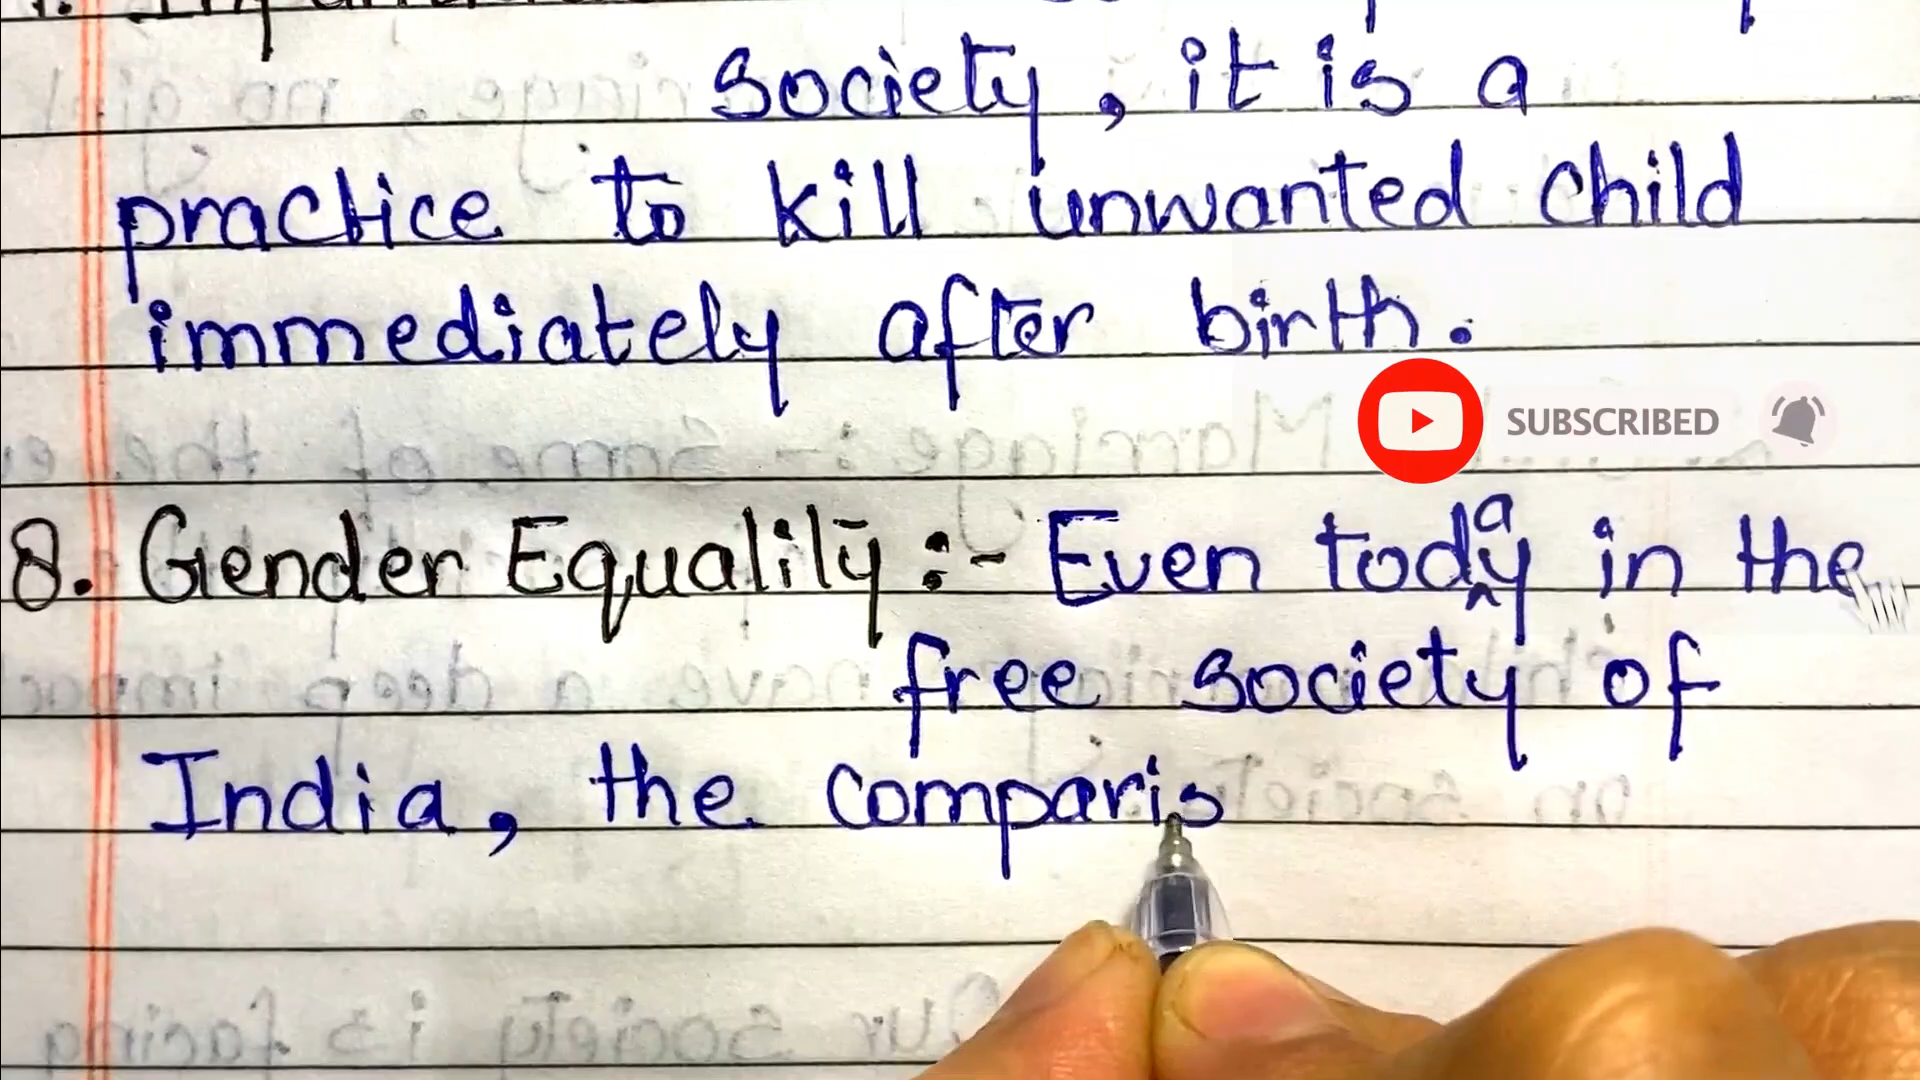 society, it is a
practice to kill unwanted child
immediately after birth.
SUBSCRIBED
8. Gender Equality :- Even today in the
free society of
India, the comparis